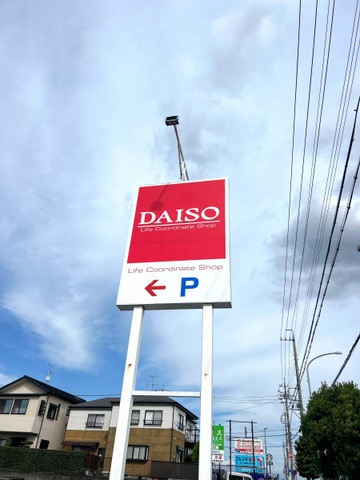 DAISO
Life Coordinate Shop
Life Coordinate Shop
← P